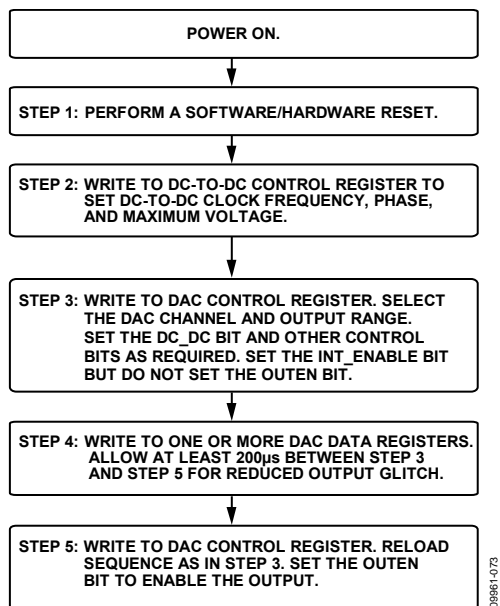 POWER ON.
STEP 1: PERFORM A SOFTWARE/HARDWARE RESET.
STEP 2: WRITE TO DC-TO-DC CONTROL REGISTER TO
SET DC-TO-DC CLOCK FREQUENCY, PHASE,
AND MAXIMUM VOLTAGE.
STEP 3: WRITE TO DAC CONTROL REGISTER. SELECT
THE DAC CHANNEL AND OUTPUT RANGE.
SET THE DC_DC BIT AND OTHER CONTROL
BITS AS REQUIRED. SET THE INT_ENABLE BIT
BUT DO NOT SET THE OUTEN BIT.
STEP 4: WRITE TO ONE OR MORE DAC DATA REGISTERS.
ALLOW AT LEAST 200µs BETWEEN STEP 3
AND STEP 5 FOR REDUCED OUTPUT GLITCH.
STEP 5: WRITE TO DAC CONTROL REGISTER. RELOAD
SEQUENCE AS IN STEP 3. SET THE OUTEN
BIT TO ENABLE THE OUTPUT.
09961-073